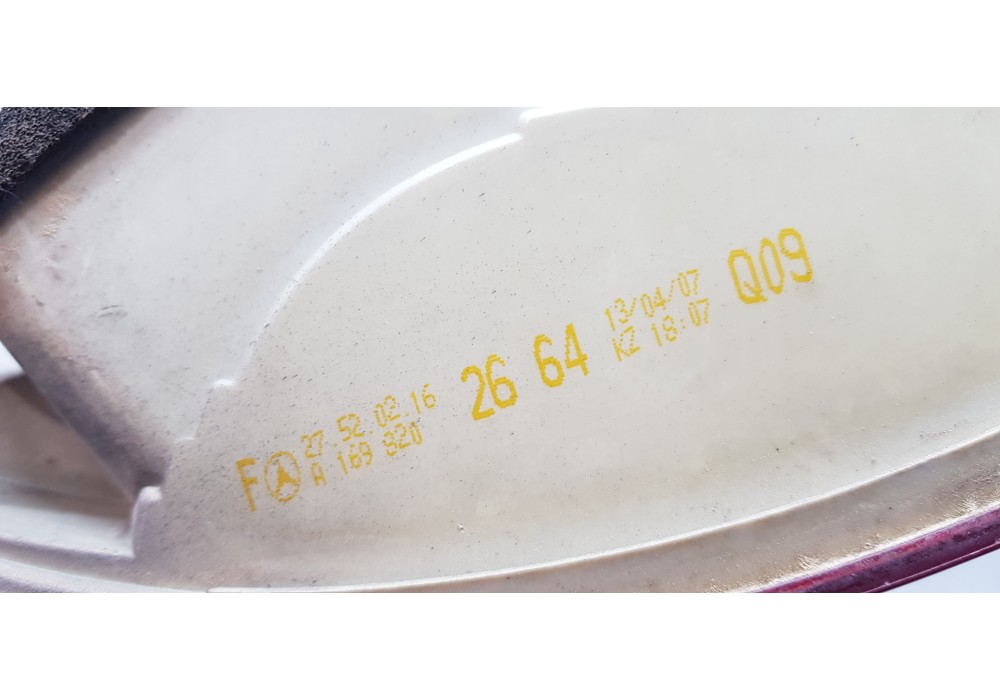 F
27.52.02.16
A 169 820
26 64
13/04/07
KZ 18:07
Q09